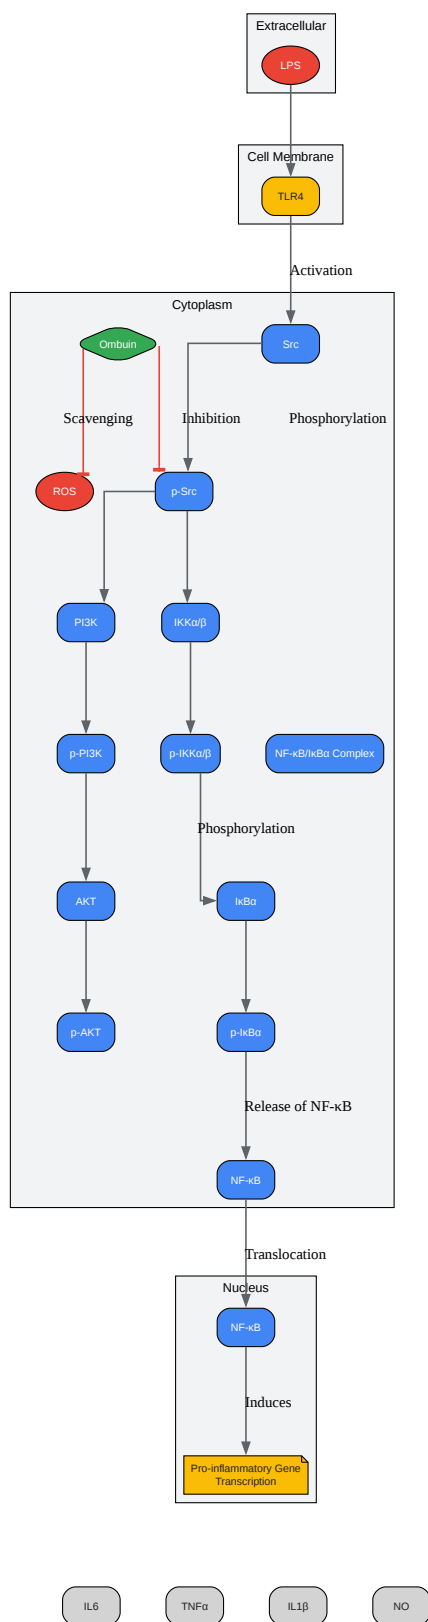 Extracellular
LPS
Cell Membrane
TLR4
Activation
Cytoplasm
Ombuin
Src
Scavenging
Inhibition
Phosphorylation
ROS
p-Src
PI3K
IKKα/β
p-PI3K
p-IKKα/β
NF-κB/IκBα Complex
Phosphorylation
AKT
IκBα
p-AKT
p-IκBα
Release of NF-κB
NF-κB
Translocation
Nucleus
NF-κB
Induces
Pro-inflammatory Gene
Transcription
IL6
TNFα
IL1β
NO